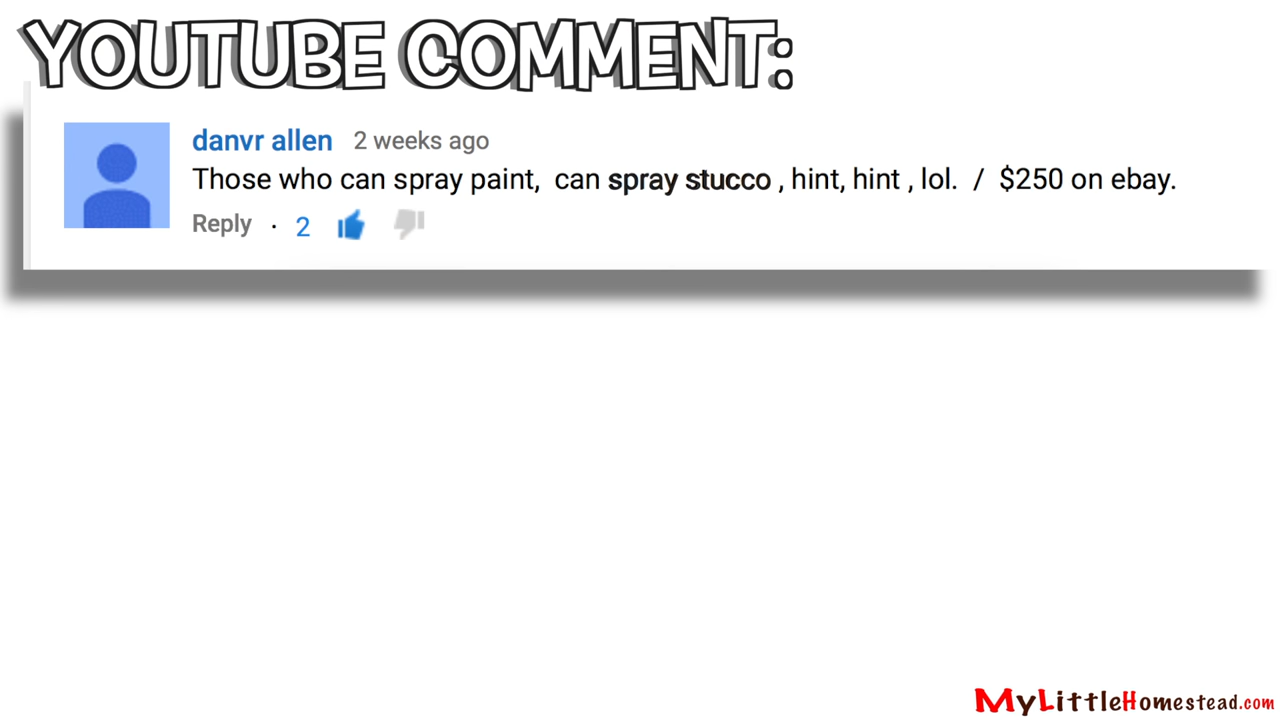 YOUTUBE COMMENT:
danvr allen 2 weeks ago
Those who can spray paint, can spray stucco , hint, hint , lol. / $250 on ebay.
Reply · 2
MyLittleHomestead.com